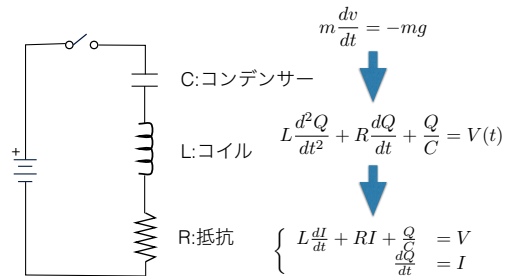 m dv/dt = -mg
C:コンデンサー
L d²Q/dt² + R dQ/dt + Q/C = V(t)
+
L:コイル
R:抵抗
{ L dI/dt + RI + Q/C = V
dQ/dt = I